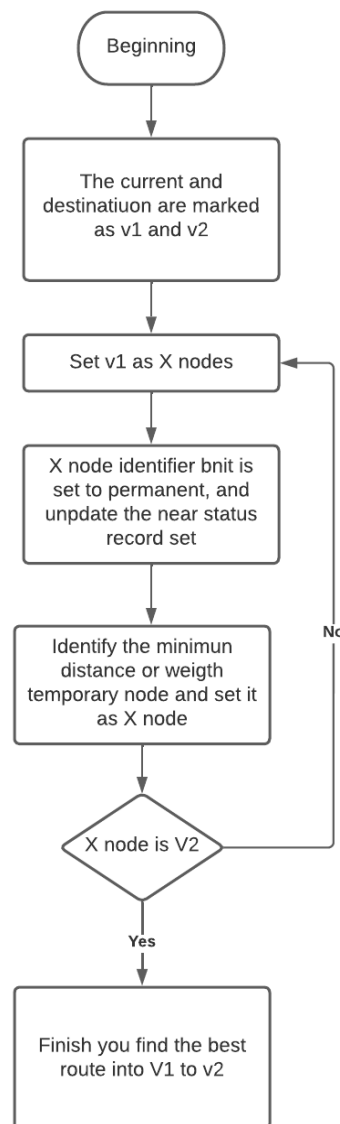 Beginning
The current and
destinatiuon are marked
as v1 and v2
Set v1 as X nodes
X node identifier bnit is
set to permanent, and
unpdate the near status
record set
No
Identify the minimun
distance or weigth
temporary node and set it
as X node
X node is V2
Yes
Finish you find the best
route into V1 to v2